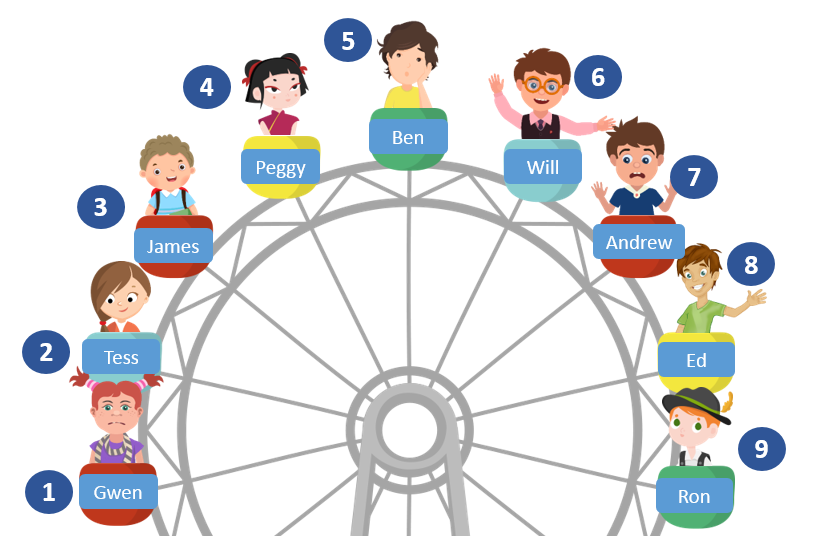 1
Gwen
2
Tess
3
James
4
Peggy
5
Ben
6
Will
7
Andrew
8
Ed
9
Ron